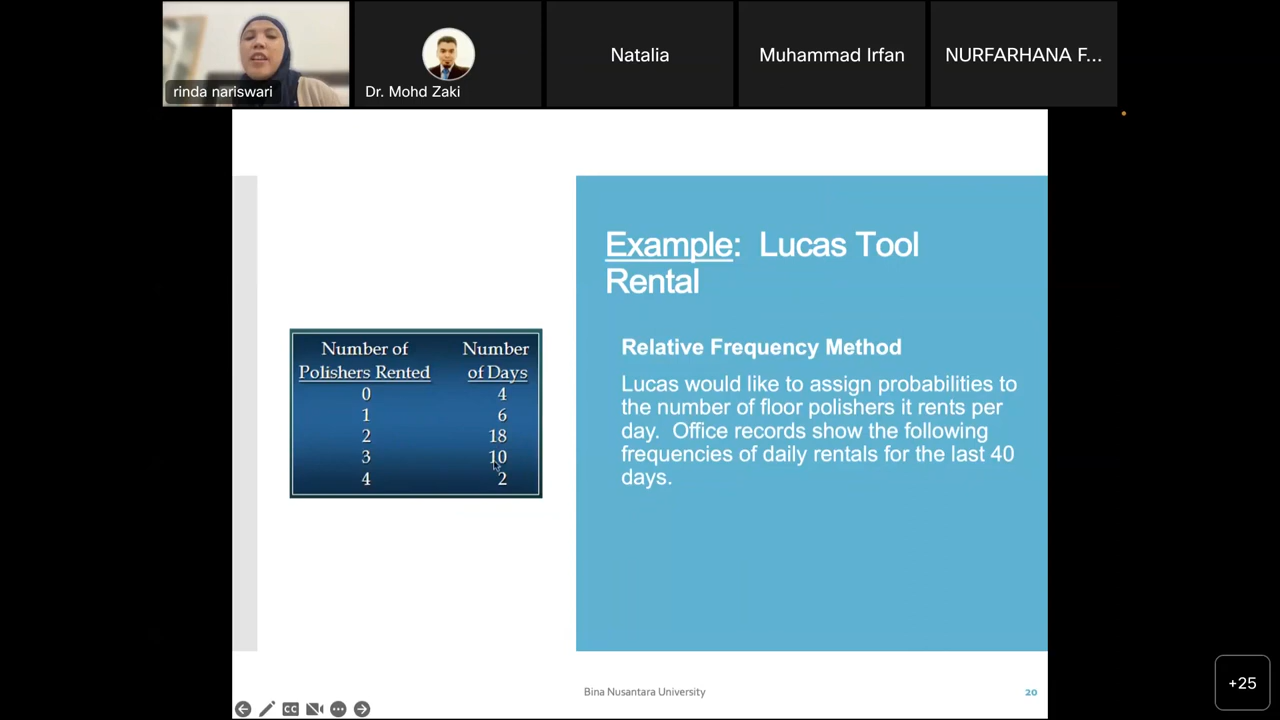 rinda nariswari
Dr. Mohd Zaki
Natalia
Muhammad Irfan
NURFARHANA F...
Example: Lucas Tool
Rental
Relative Frequency Method
Lucas would like to assign probabilities to
the number of floor polishers it rents per
day. Office records show the following
frequencies of daily rentals for the last 40
days.
Number of Number
Polishers Rented of Days
0 4
1 6
2 18
3 10
4 2
Bina Nusantara University 20
CC
+25